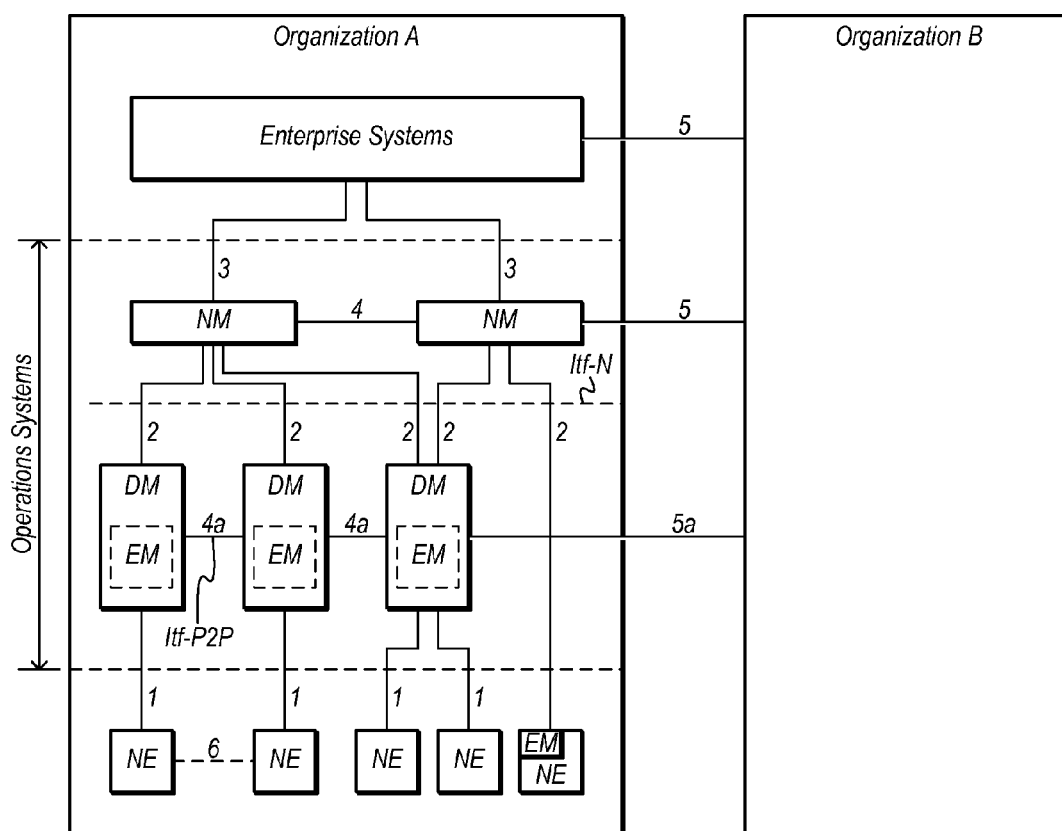 Organization A
Organization B
Enterprise Systems
5
3
3
NM
4
NM
5
Itf-N
Operations Systems
2
2
2
2
2
DM
DM
DM
4a
4a
5a
EM
EM
EM
Itf-P2P
1
1
1
1
NE
6
NE
NE
NE
EM
NE